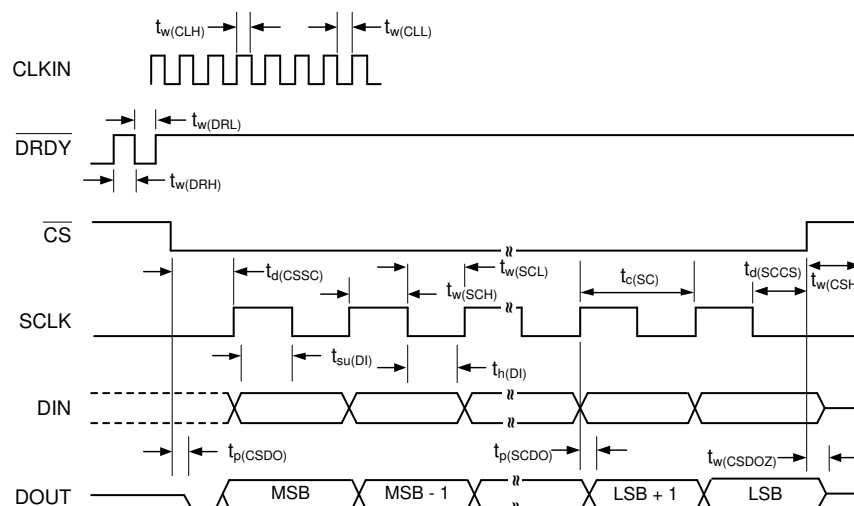 tw(CLH) tw(CLL)
CLKIN
tw(DRL)
DRDY
tw(DRH)
CS
td(CSSC) tw(SCL) tc(SC) td(SCCS)
tw(SCH) tw(CSH)
SCLK
tsu(DI) th(DI)
DIN
tp(CSDO) tp(SCDO) tw(CSDOZ)
DOUT MSB MSB - 1 LSB + 1 LSB